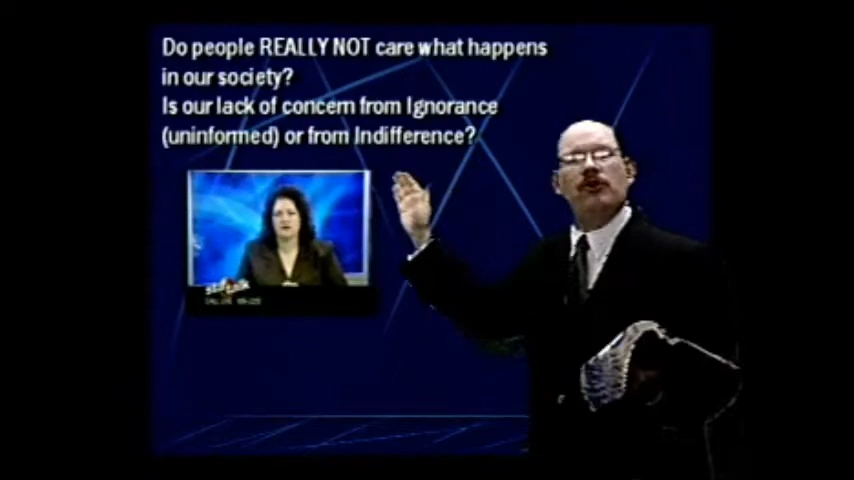 Do people REALLY NOT care what happens
in our society?
Is our lack of concern from Ignorance
(uninformed) or from Indifference?